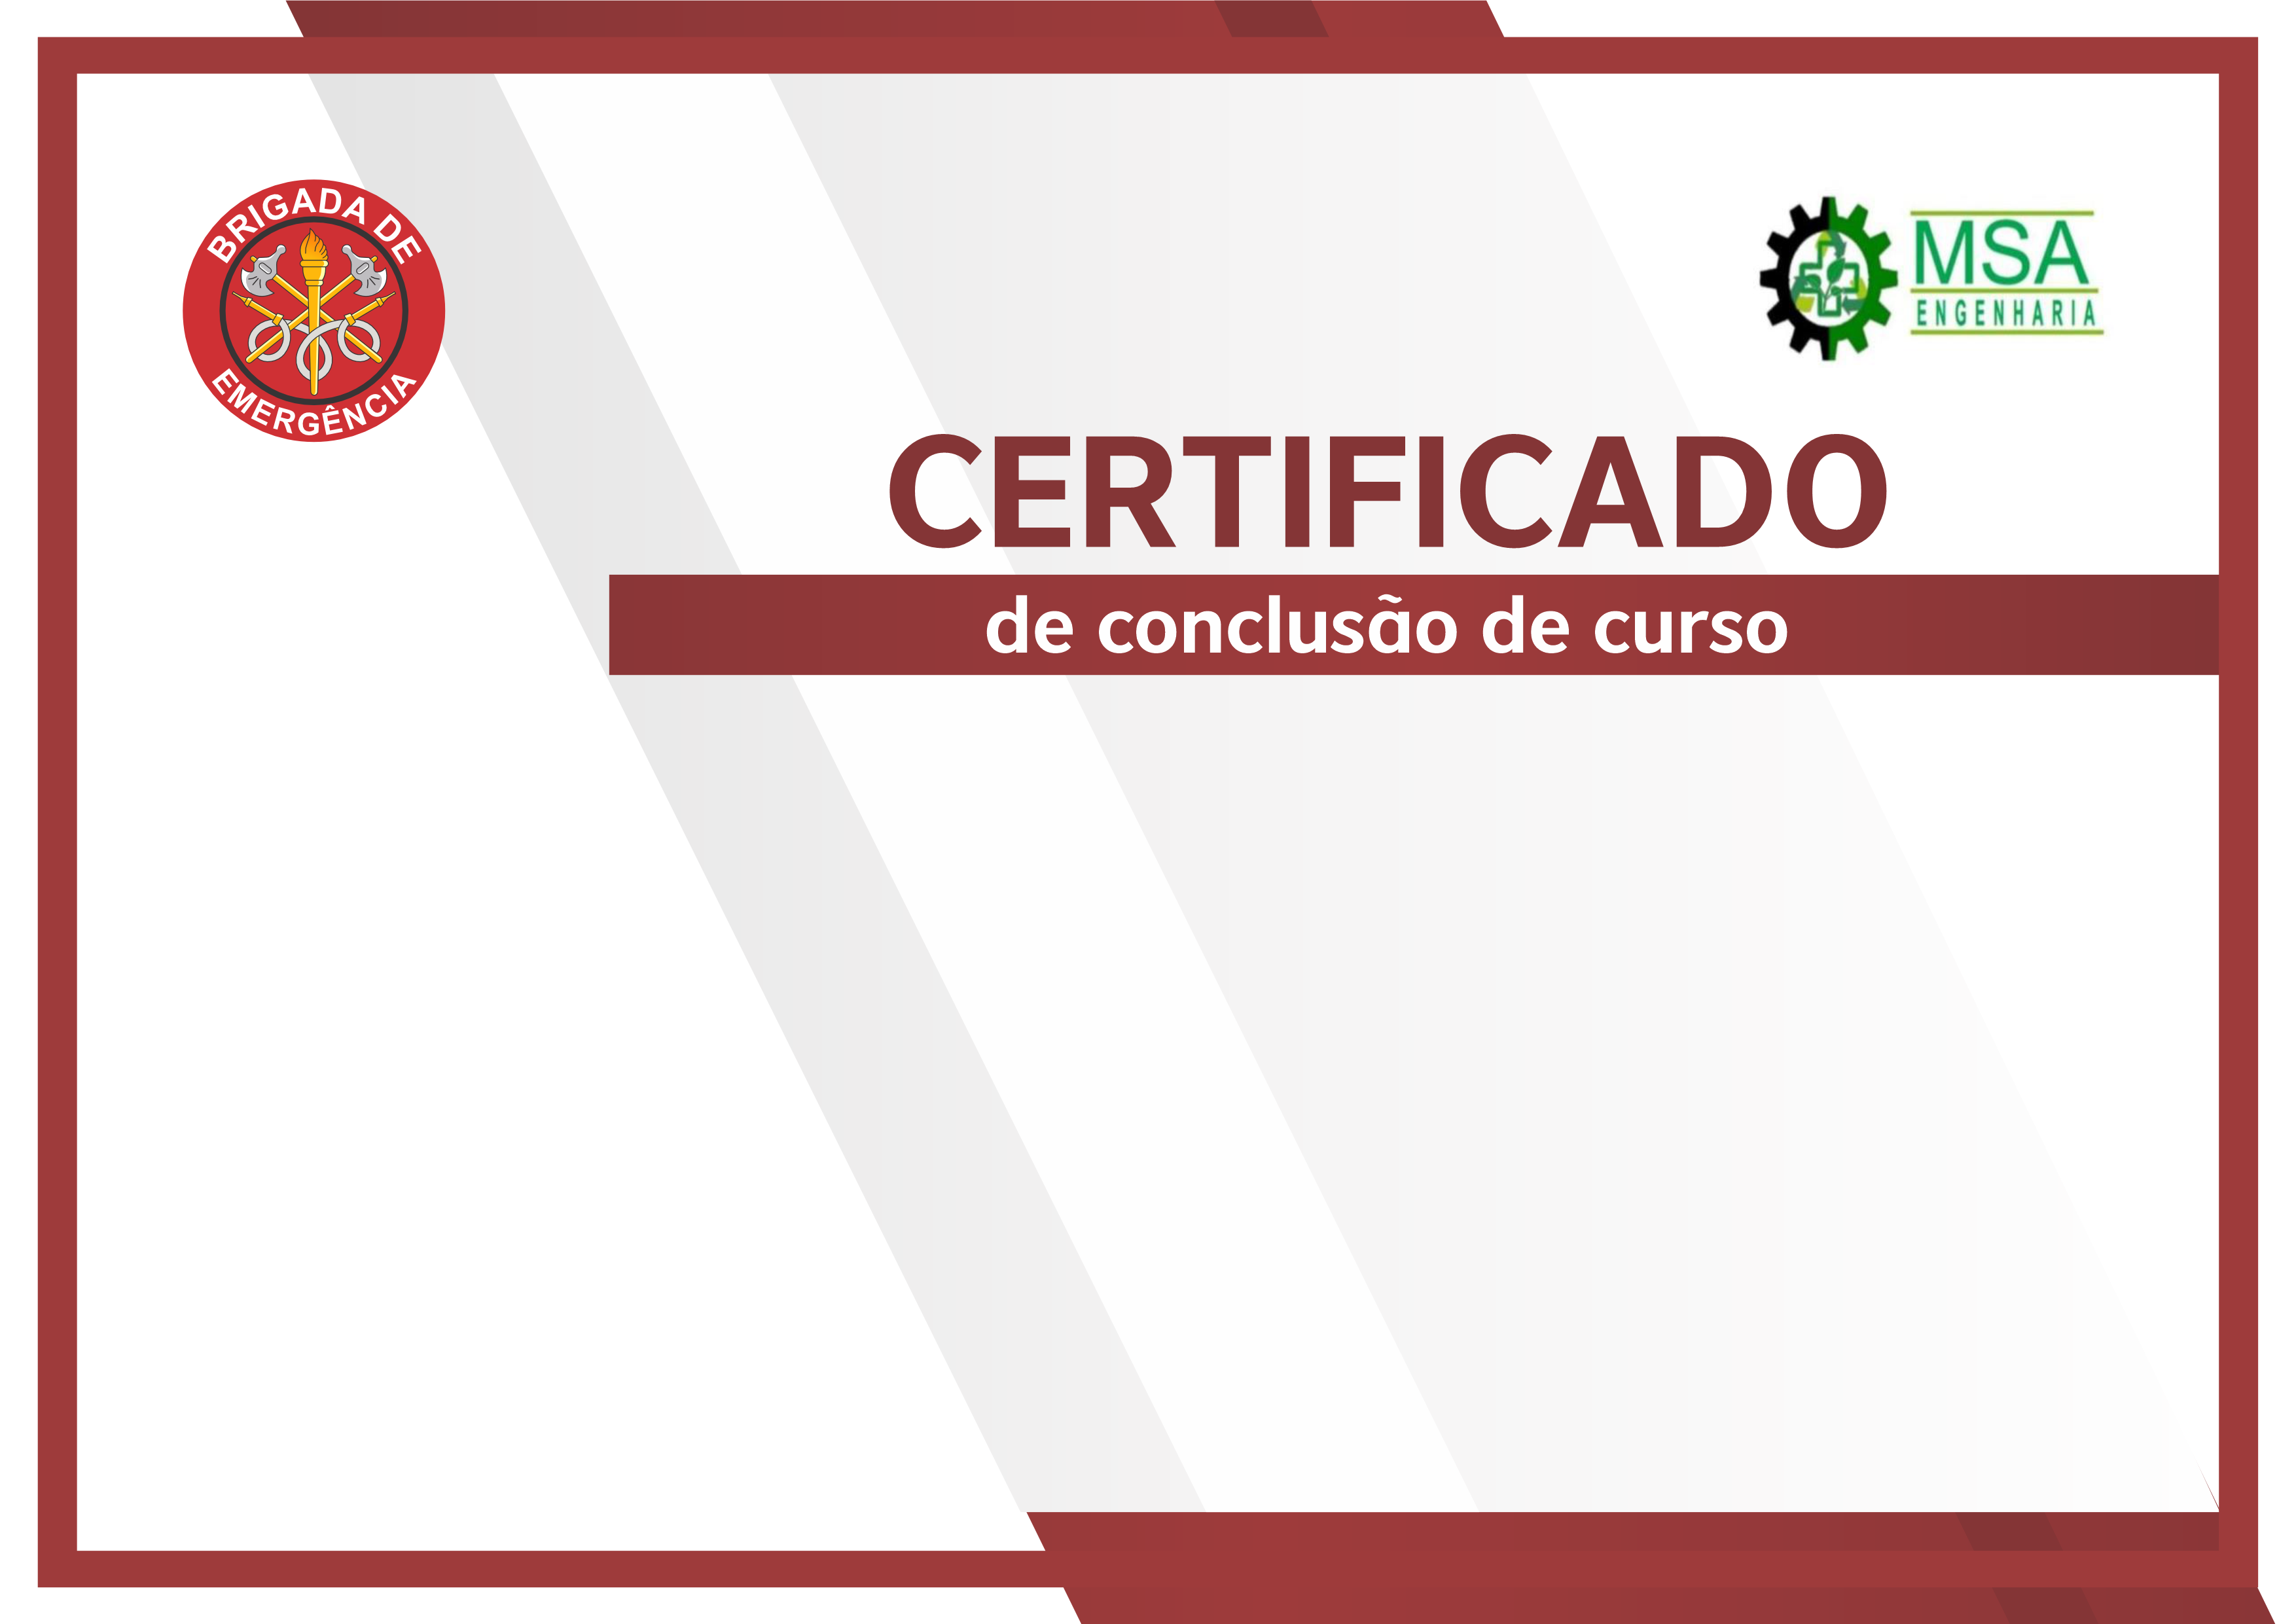 BRIGADA DE
EMERGÊNCIA
MSA
ENGENHARIA
CERTIFICADO
de conclusão de curso